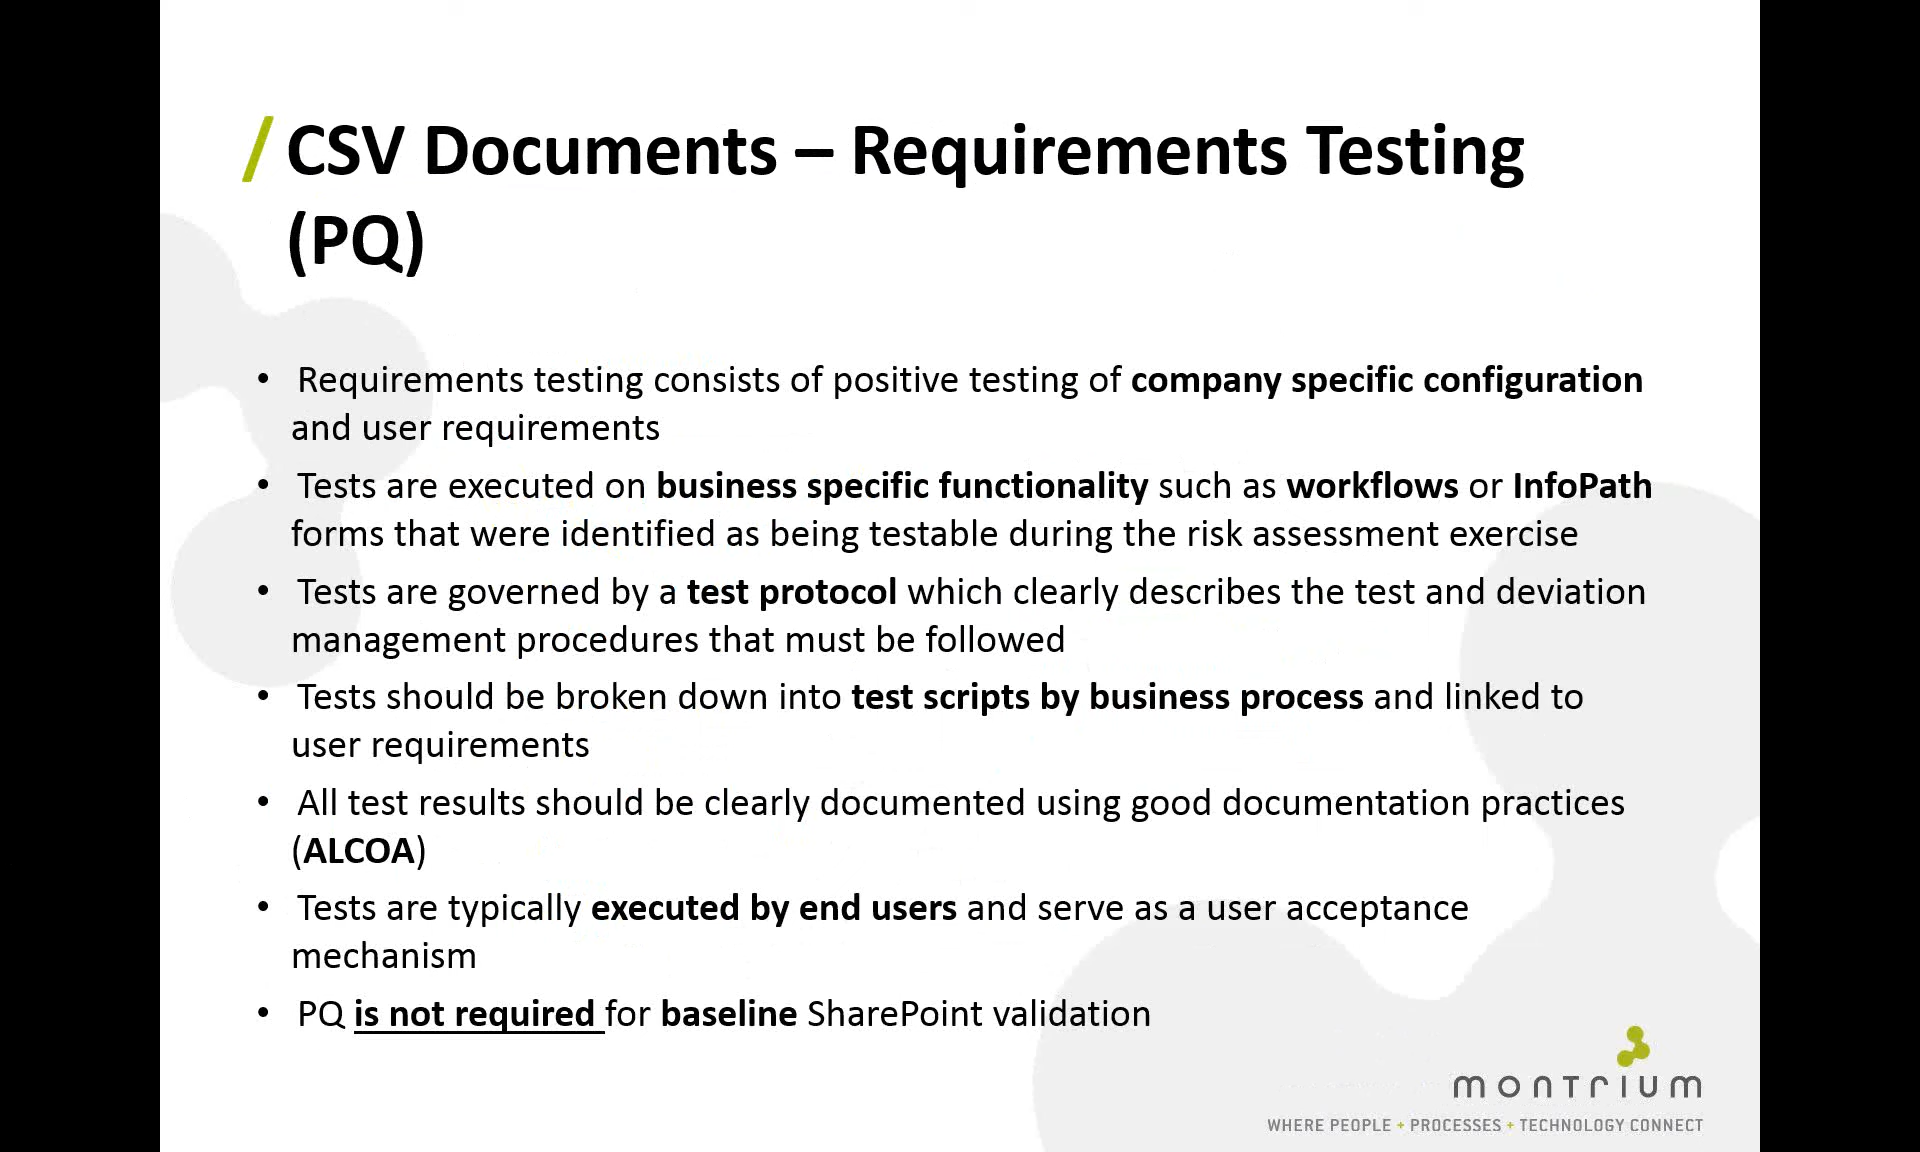 / CSV Documents – Requirements Testing
(PQ)
• Requirements testing consists of positive testing of company specific configuration
and user requirements
• Tests are executed on business specific functionality such as workflows or InfoPath
forms that were identified as being testable during the risk assessment exercise
• Tests are governed by a test protocol which clearly describes the test and deviation
management procedures that must be followed
• Tests should be broken down into test scripts by business process and linked to
user requirements
• All test results should be clearly documented using good documentation practices
(ALCOA)
• Tests are typically executed by end users and serve as a user acceptance
mechanism
• PQ is not required for baseline SharePoint validation
montrium
WHERE PEOPLE + PROCESSES + TECHNOLOGY CONNECT